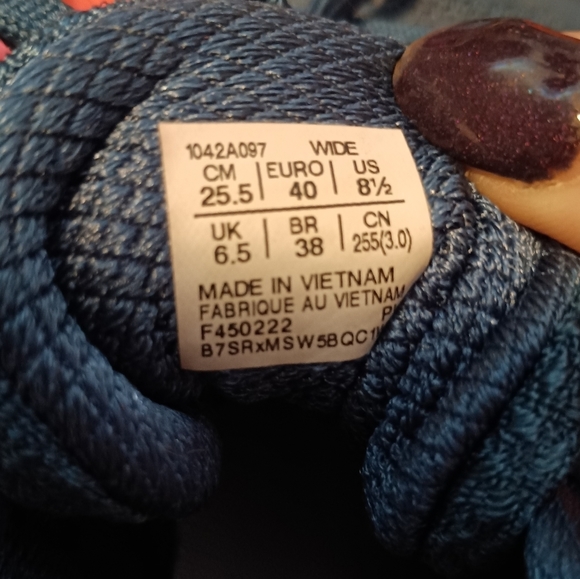 1042A097 WIDE
CM EURO US
25.5 40 8½
UK BR CN
6.5 38 255(3.0)
MADE IN VIETNAM
FABRIQUE AU VIETNAM
F450222
B7SRxMSW5BQC1